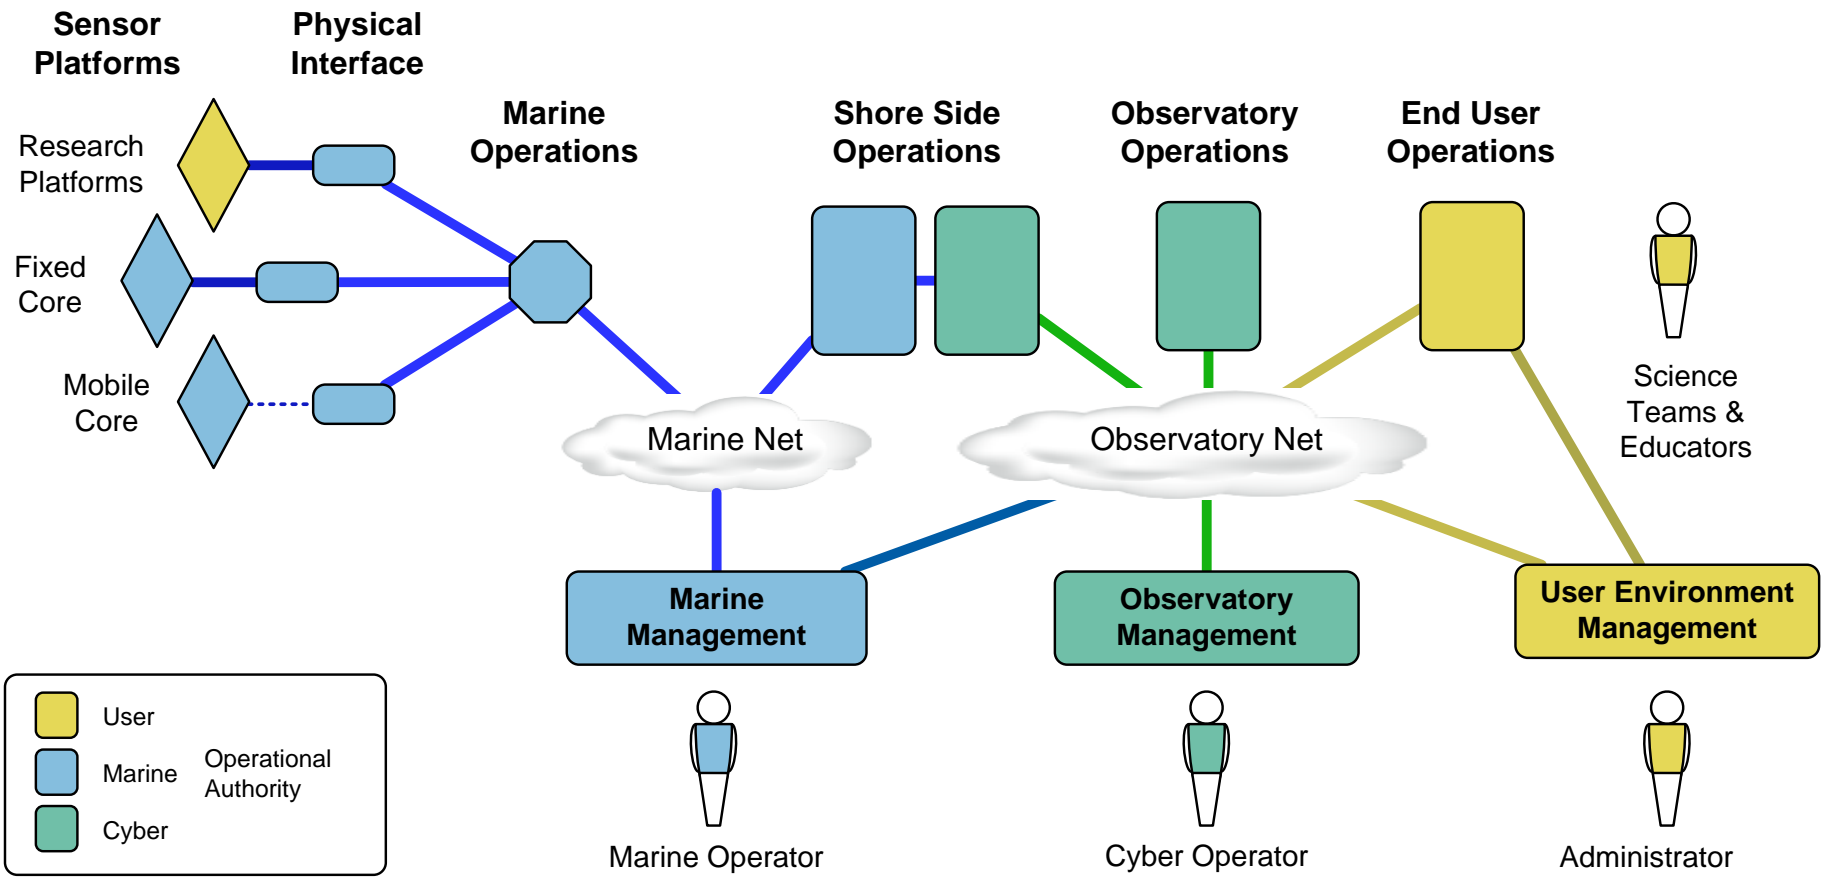 Sensor
Platforms
Physical
Interface
Marine
Operations
Shore Side
Operations
Observatory
Operations
End User
Operations
Research
Platforms
Fixed
Core
Mobile
Core
Marine Net
Observatory Net
Science
Teams &
Educators
Marine
Management
Observatory
Management
User Environment
Management
User
Marine
Cyber
Operational
Authority
Marine Operator
Cyber Operator
Administrator